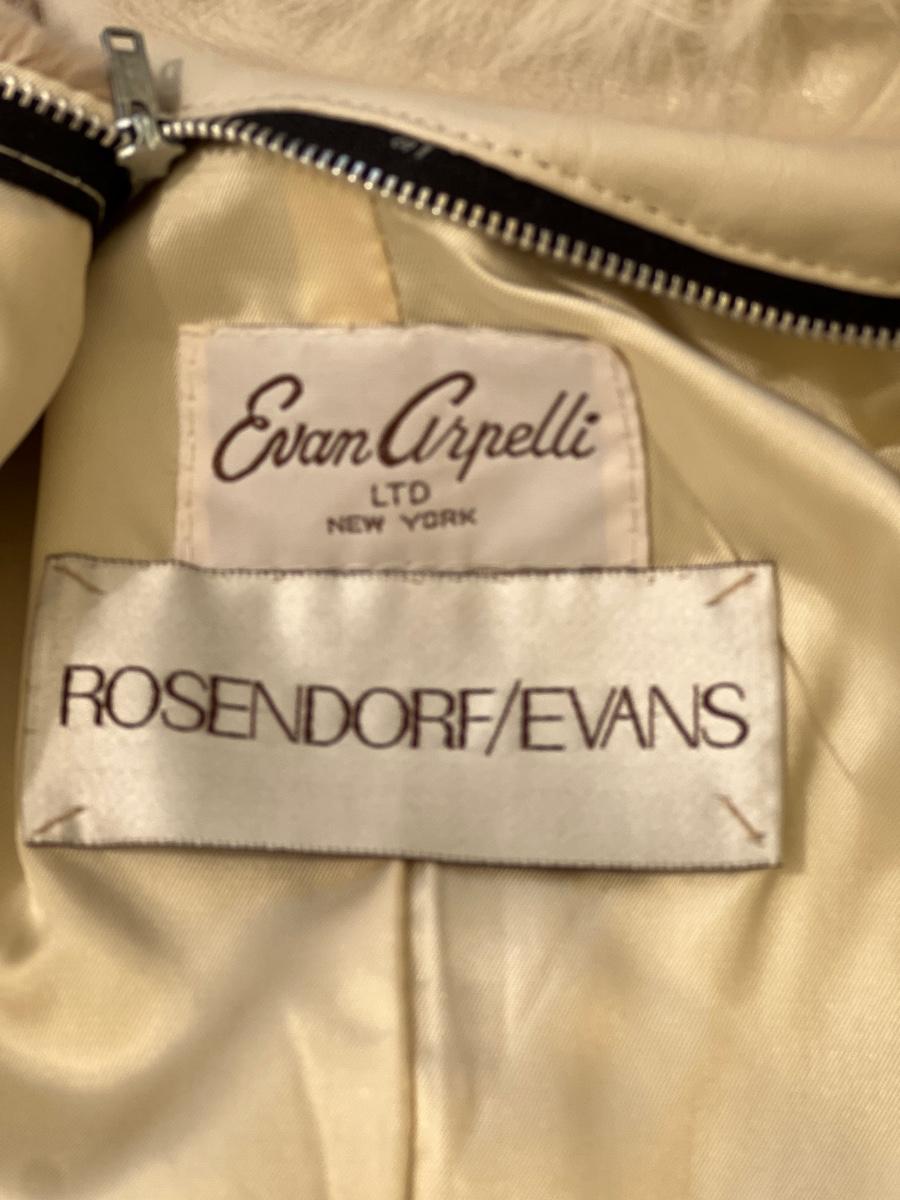 Evan Arpelli
LTD
NEW YORK
ROSENDORF/EVANS